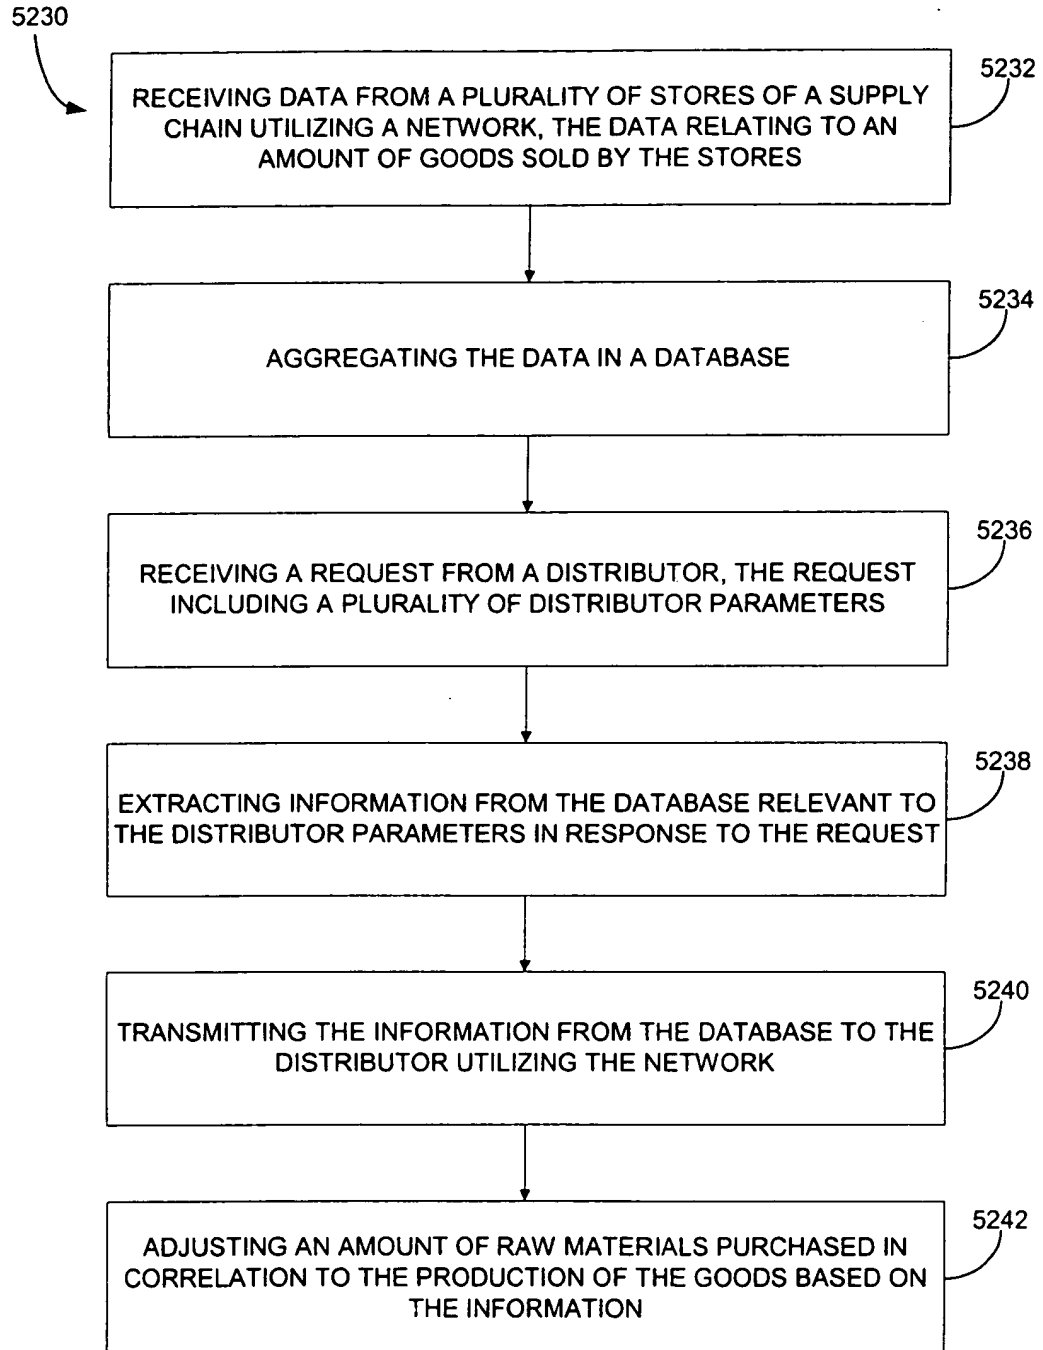 5230
5232
RECEIVING DATA FROM A PLURALITY OF STORES OF A SUPPLY
CHAIN UTILIZING A NETWORK, THE DATA RELATING TO AN
AMOUNT OF GOODS SOLD BY THE STORES
5234
AGGREGATING THE DATA IN A DATABASE
5236
RECEIVING A REQUEST FROM A DISTRIBUTOR, THE REQUEST
INCLUDING A PLURALITY OF DISTRIBUTOR PARAMETERS
5238
EXTRACTING INFORMATION FROM THE DATABASE RELEVANT TO
THE DISTRIBUTOR PARAMETERS IN RESPONSE TO THE REQUEST
5240
TRANSMITTING THE INFORMATION FROM THE DATABASE TO THE
DISTRIBUTOR UTILIZING THE NETWORK
5242
ADJUSTING AN AMOUNT OF RAW MATERIALS PURCHASED IN
CORRELATION TO THE PRODUCTION OF THE GOODS BASED ON
THE INFORMATION